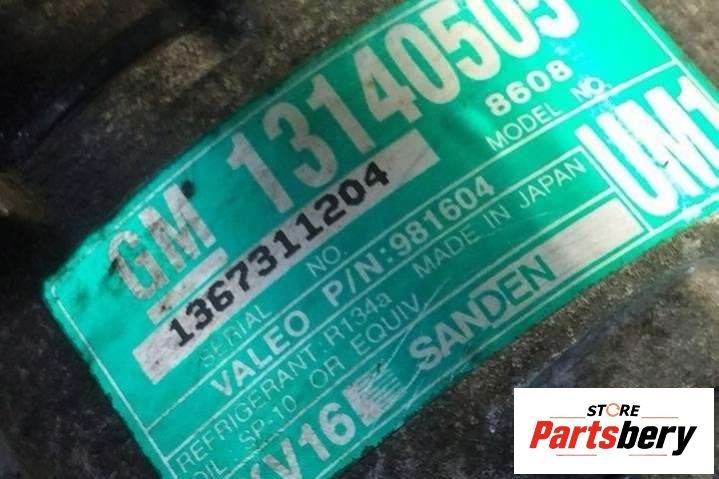 GM 13140505
1367311204
8608
SERIAL NO.
MODEL NO.
UM1
VALEO P/N:981604
REFRIGERANT:R134a MADE IN JAPAN
OIL SP-10 OR EQUIV.
SANDEN
STORE
Partsbery